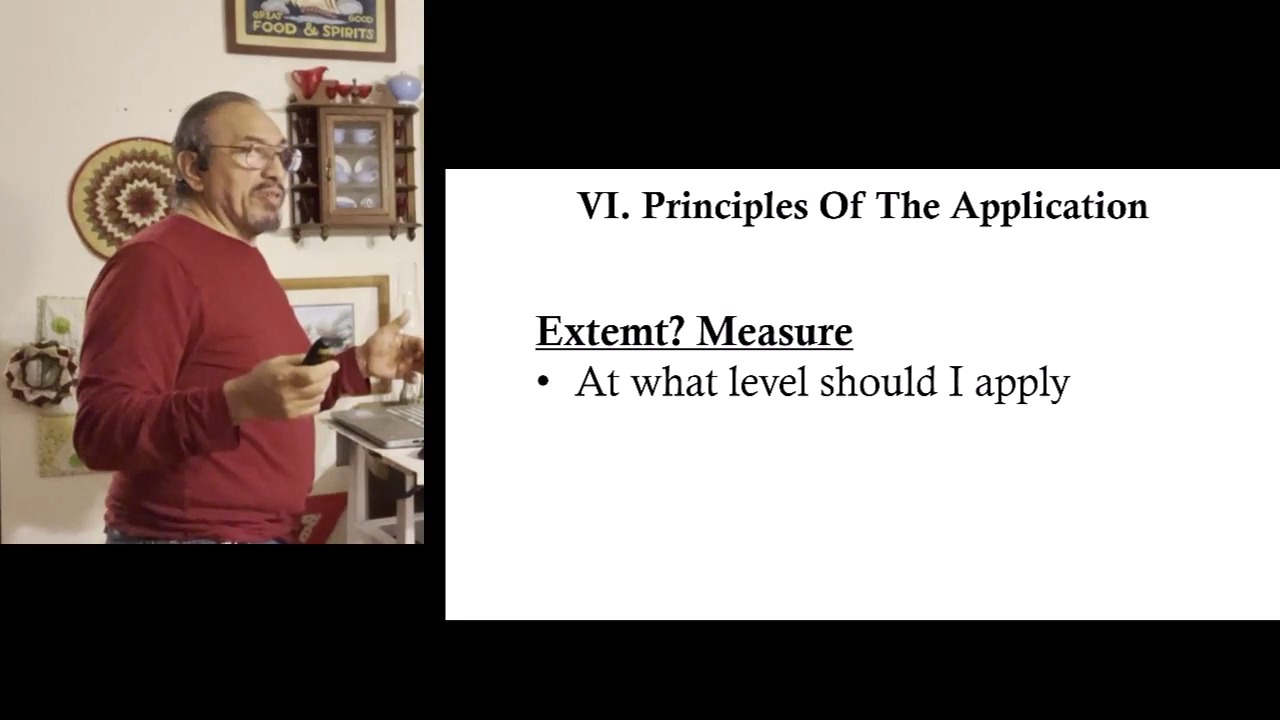 GREAT GOOD
FOOD & SPIRITS
VI. Principles Of The Application
Extemt? Measure
• At what level should I apply